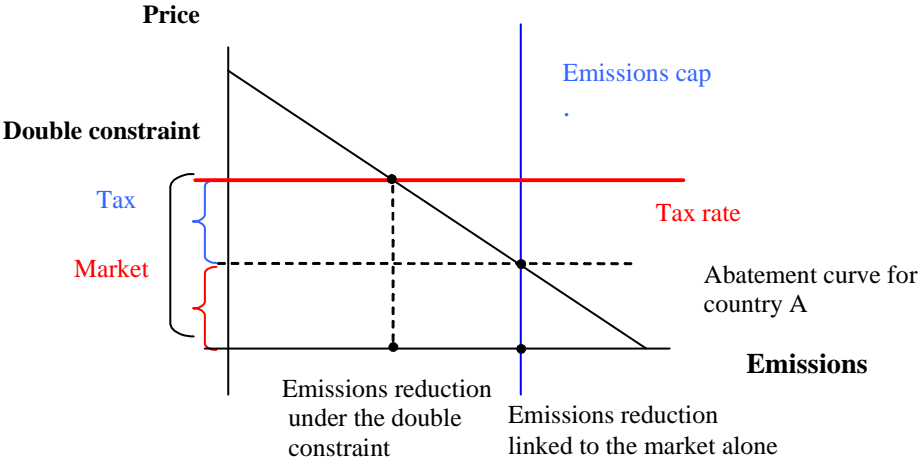 Price
Emissions cap
.
Double constraint
Tax
Tax rate
Market
Abatement curve for
country A
Emissions
Emissions reduction
under the double
constraint
Emissions reduction
linked to the market alone